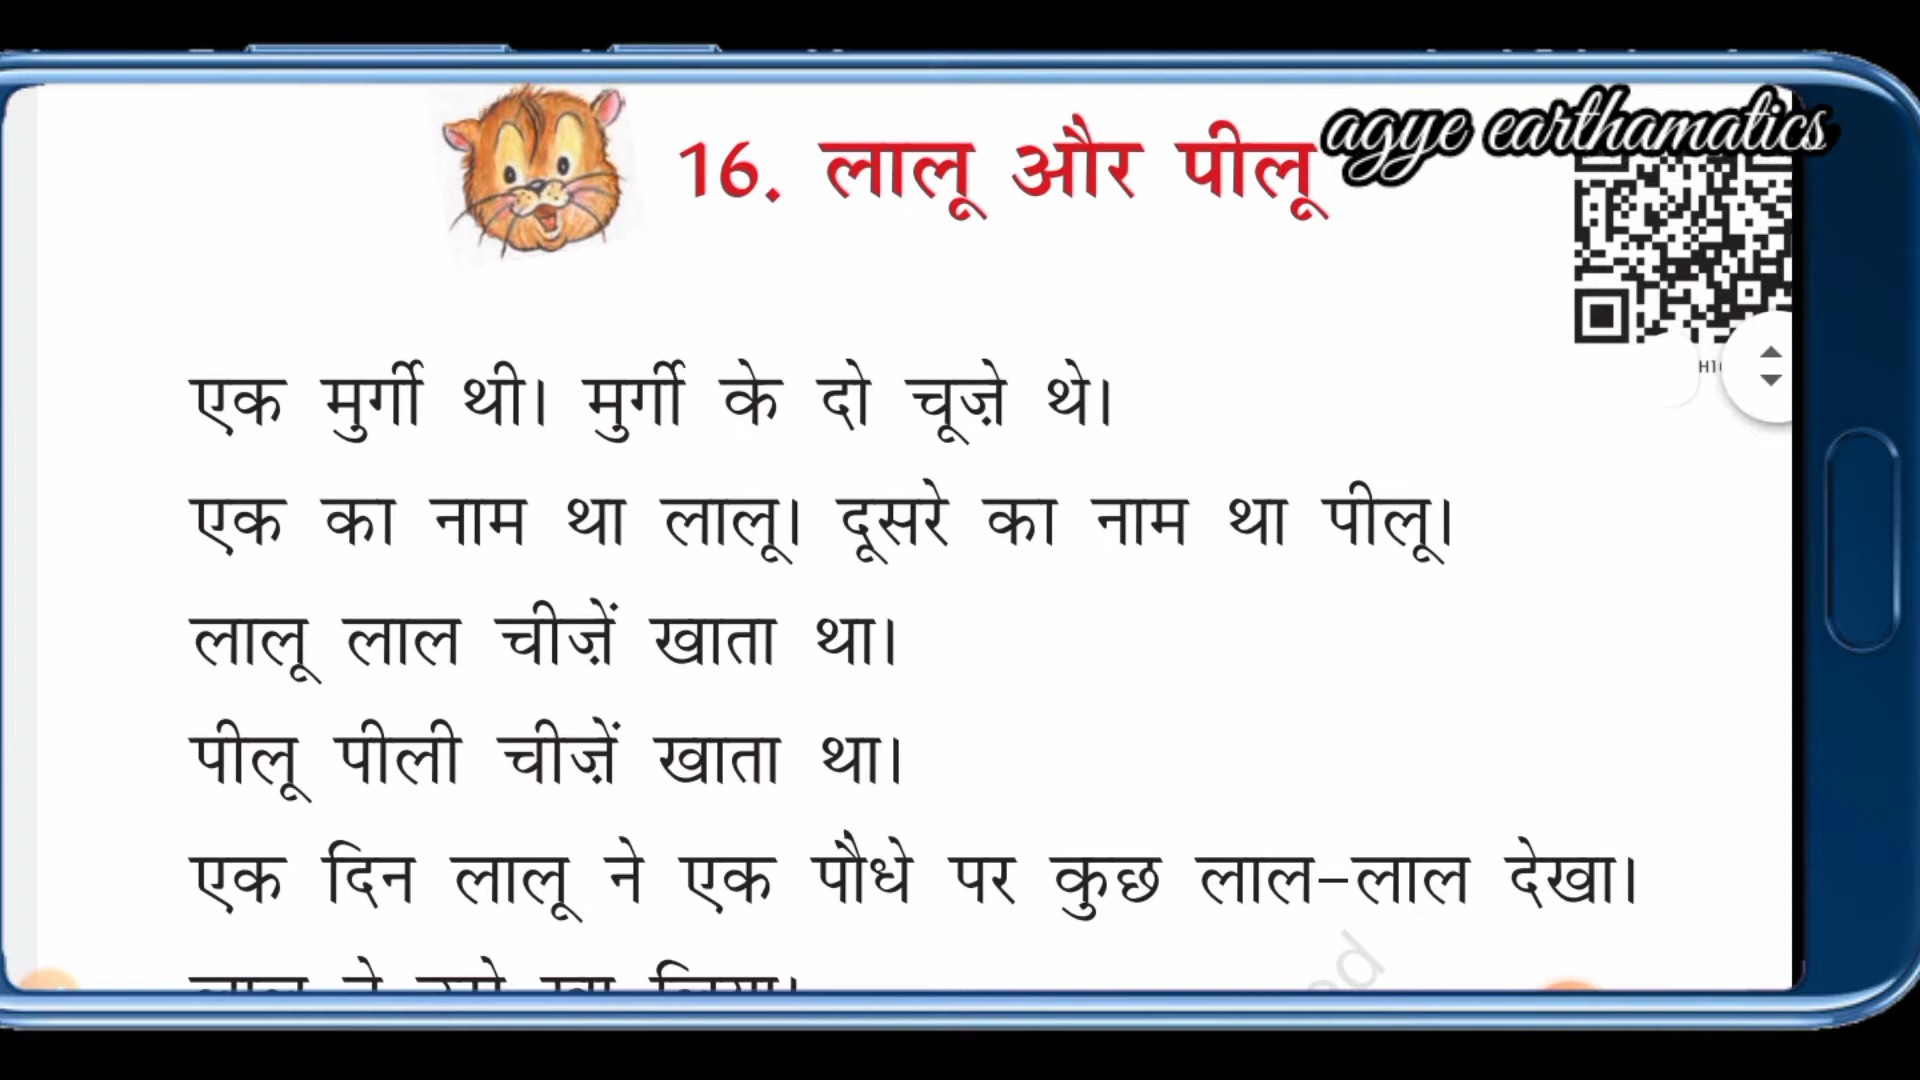 16. लालू और पीलू
agye earthamatics
एक मुर्गी थी। मुर्गी के दो चूज़े थे।
एक का नाम था लालू। दूसरे का नाम था पीलू।
लालू लाल चीज़ें खाता था।
पीलू पीली चीज़ें खाता था।
एक दिन लालू ने एक पौधे पर कुछ लाल-लाल देखा।